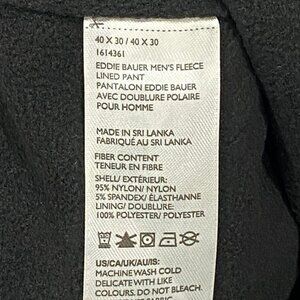 40 X 30 / 40 X 30
1614361
EDDIE BAUER MEN'S FLEECE
LINED PANT
PANTALON EDDIE BAUER
AVEC DOUBLURE POLAIRE
POUR HOMME
MADE IN SRI LANKA
FABRIQUÉ AU SRI LANKA
FIBER CONTENT
TENEUR EN FIBRE
SHELL/ EXTÉRIEUR:
95% NYLON/ NYLON
5% SPANDEX/ ÉLASTHANNE
LINING/ DOUBLURE:
100% POLYESTER/ POLYESTER
US/CA/UK/AU/IS:
MACHINE WASH COLD
DELICATE WITH LIKE
COLOURS. DO NOT BLEACH.